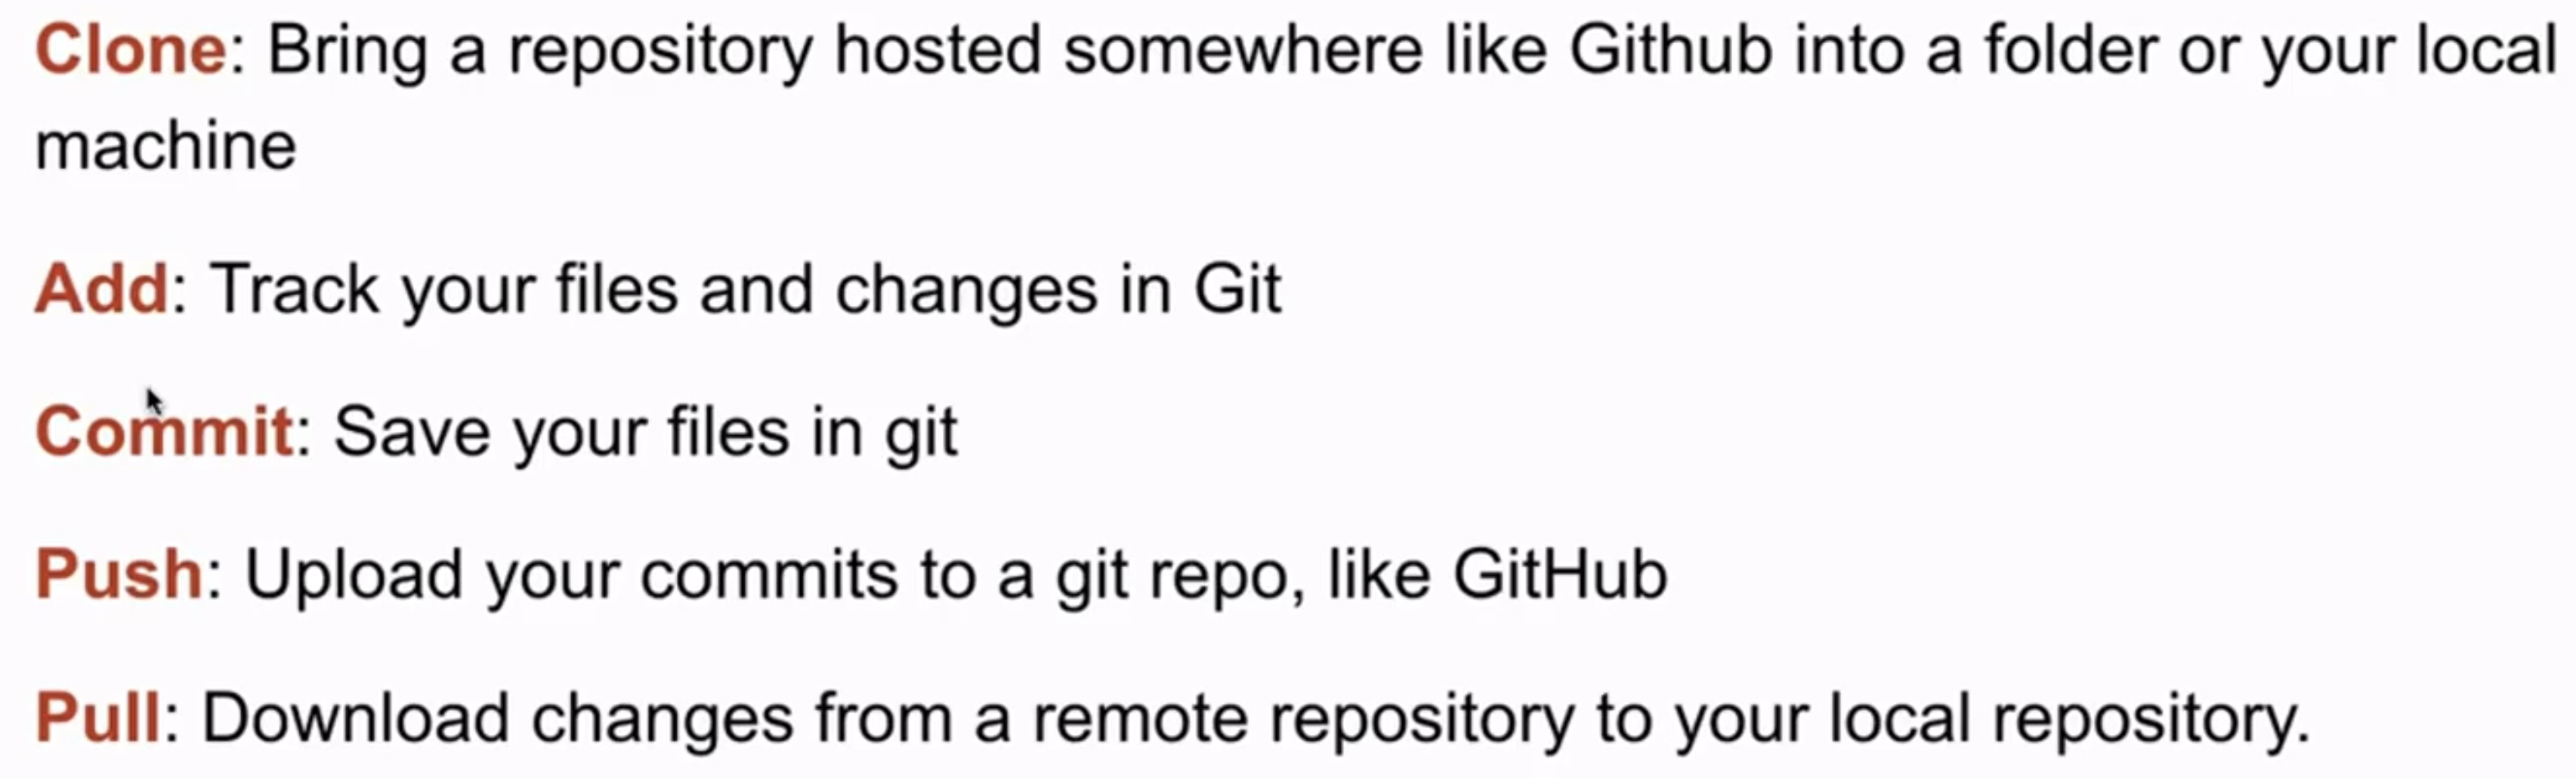 Clone: Bring a repository hosted somewhere like Github into a folder or your local
machine
Add: Track your files and changes in Git
Commit: Save your files in git
Push: Upload your commits to a git repo, like GitHub
Pull: Download changes from a remote repository to your local repository.